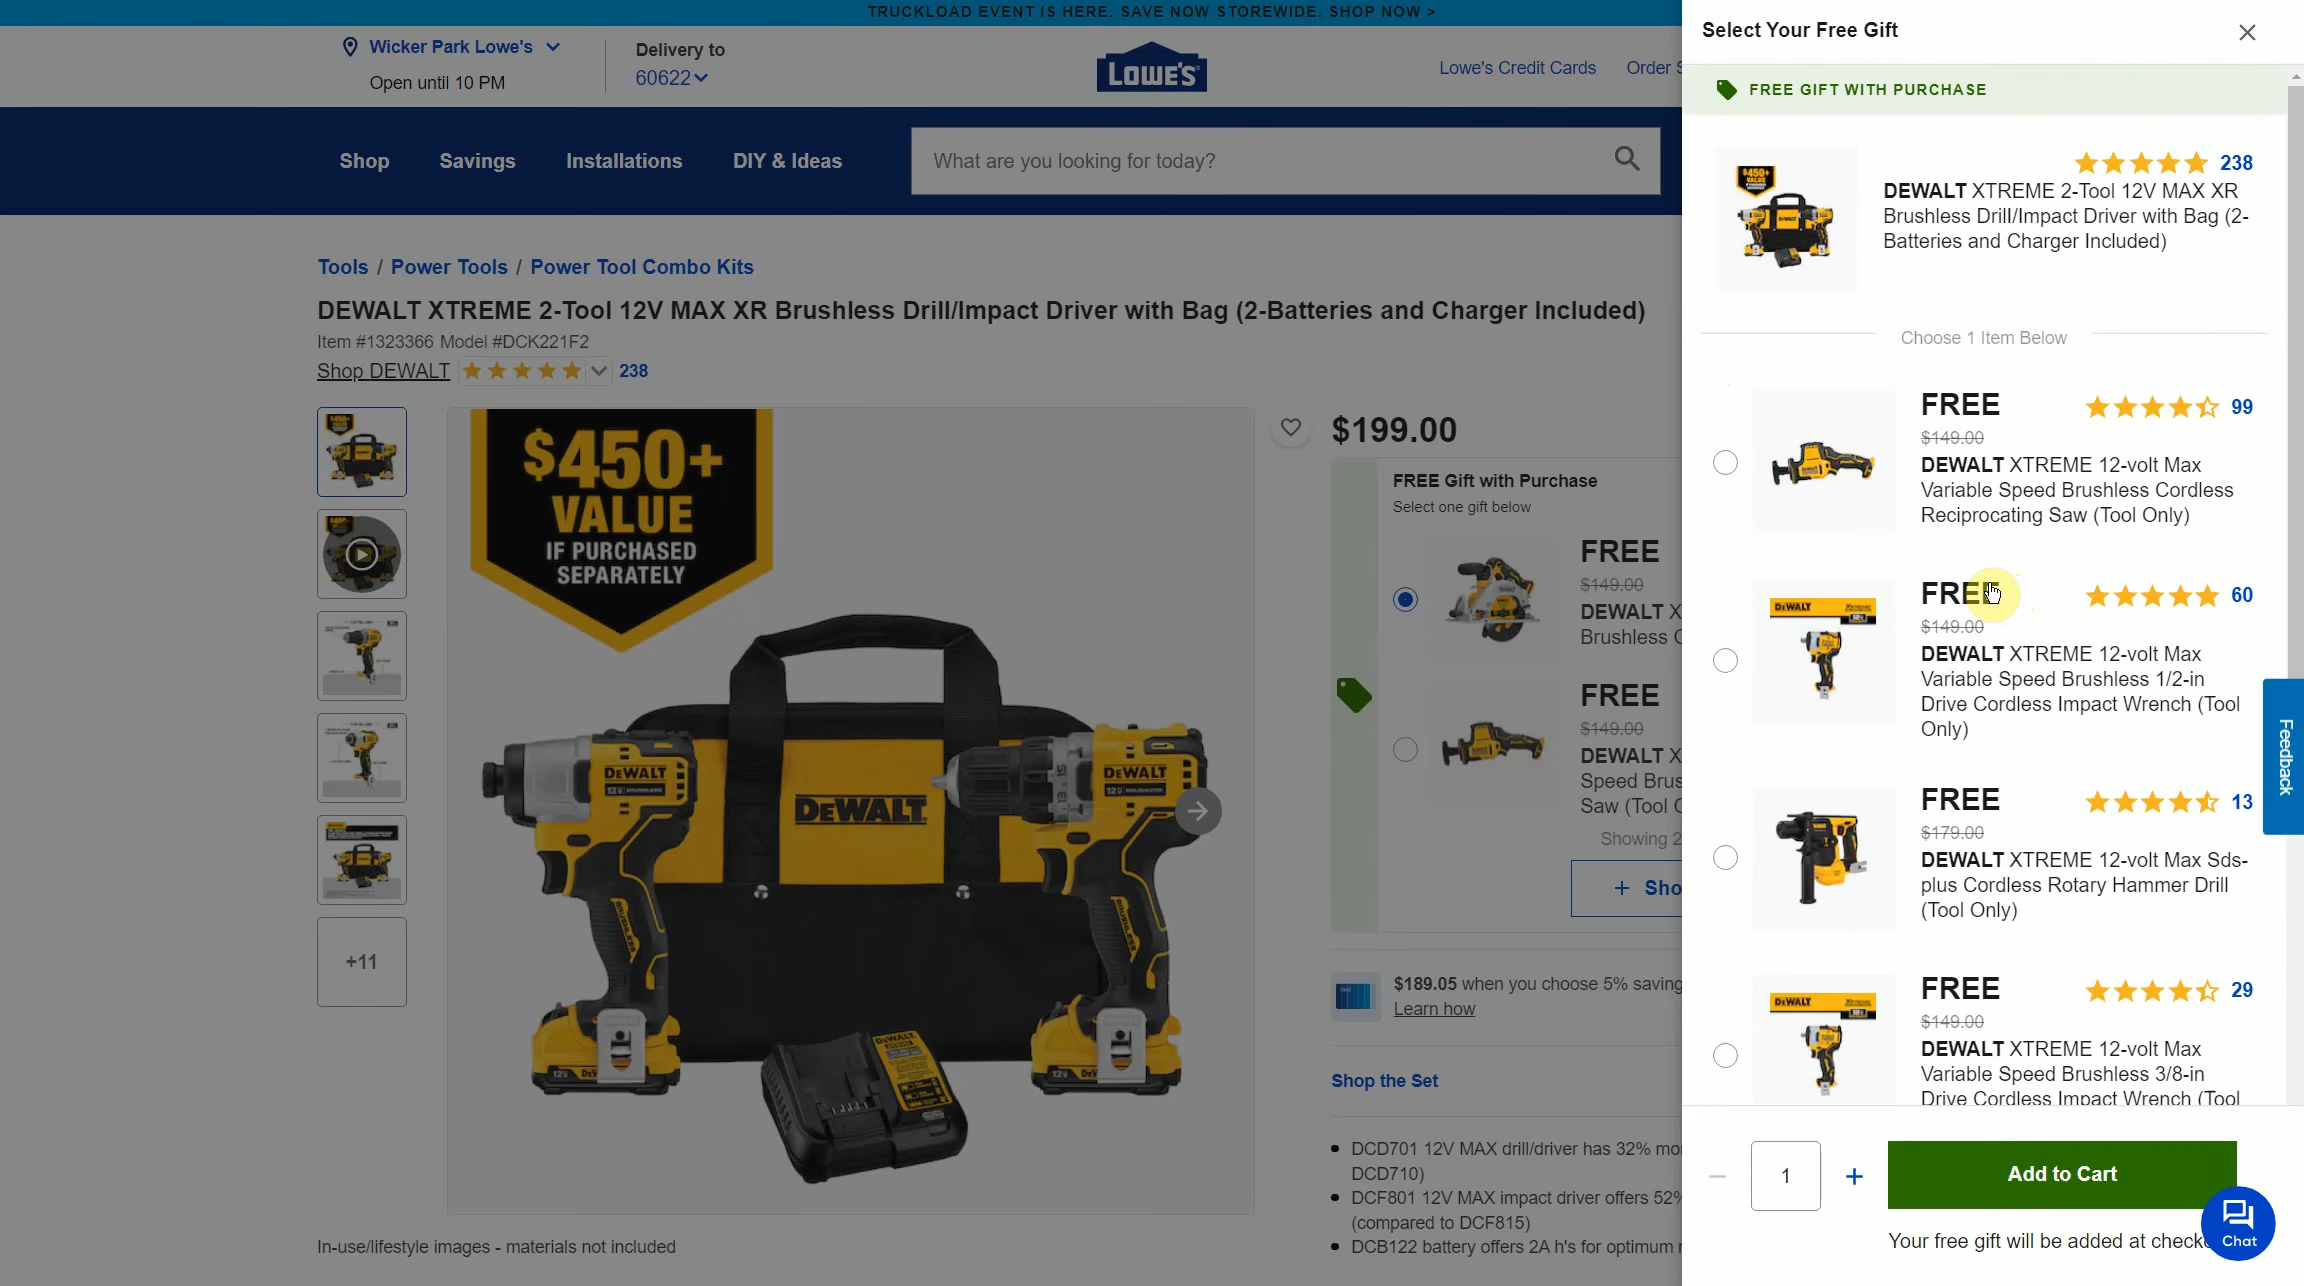 TRUCKLOAD EVENT IS HERE. SAVE NOW STOREWIDE. SHOP NOW >
Wicker Park Lowe's
Open until 10 PM
Delivery to
60622
LOWE'S
Lowe's Credit Cards
Order S
Shop
Savings
Installations
DIY & Ideas
What are you looking for today?
Tools / Power Tools / Power Tool Combo Kits
DEWALT XTREME 2-Tool 12V MAX XR Brushless Drill/Impact Driver with Bag (2-Batteries and Charger Included)
Item #1323366 Model #DCK221F2
Shop DEWALT
238
+11
$450+
VALUE
IF PURCHASED
SEPARATELY
DEWALT
DEWALT
DEWALT
In-use/lifestyle images - materials not included
$199.00
FREE Gift with Purchase
Select one gift below
FREE
$149.00
DEWALT X
Brushless C
FREE
$149.00
DEWALT X
Speed Brus
Saw (Tool C
Showing 2
+ Sho
$189.05 when you choose 5% saving
Learn how
Shop the Set
DCD701 12V MAX drill/driver has 32% mo
DCD710)
DCF801 12V MAX impact driver offers 52%
(compared to DCF815)
DCB122 battery offers 2A h's for optimum r
Select Your Free Gift
FREE GIFT WITH PURCHASE
$450+
VALUE
238
DEWALT XTREME 2-Tool 12V MAX XR
Brushless Drill/Impact Driver with Bag (2-
Batteries and Charger Included)
Choose 1 Item Below
FREE
99
$149.00
DEWALT XTREME 12-volt Max
Variable Speed Brushless Cordless
Reciprocating Saw (Tool Only)
DEWALT
FREE
60
$149.00
DEWALT XTREME 12-volt Max
Variable Speed Brushless 1/2-in
Drive Cordless Impact Wrench (Tool
Only)
FREE
13
$179.00
DEWALT XTREME 12-volt Max Sds-
plus Cordless Rotary Hammer Drill
(Tool Only)
DEWALT
FREE
29
$149.00
DEWALT XTREME 12-volt Max
Variable Speed Brushless 3/8-in
Drive Cordless Impact Wrench (Tool
1
Add to Cart
Your free gift will be added at check
Chat
Feedback